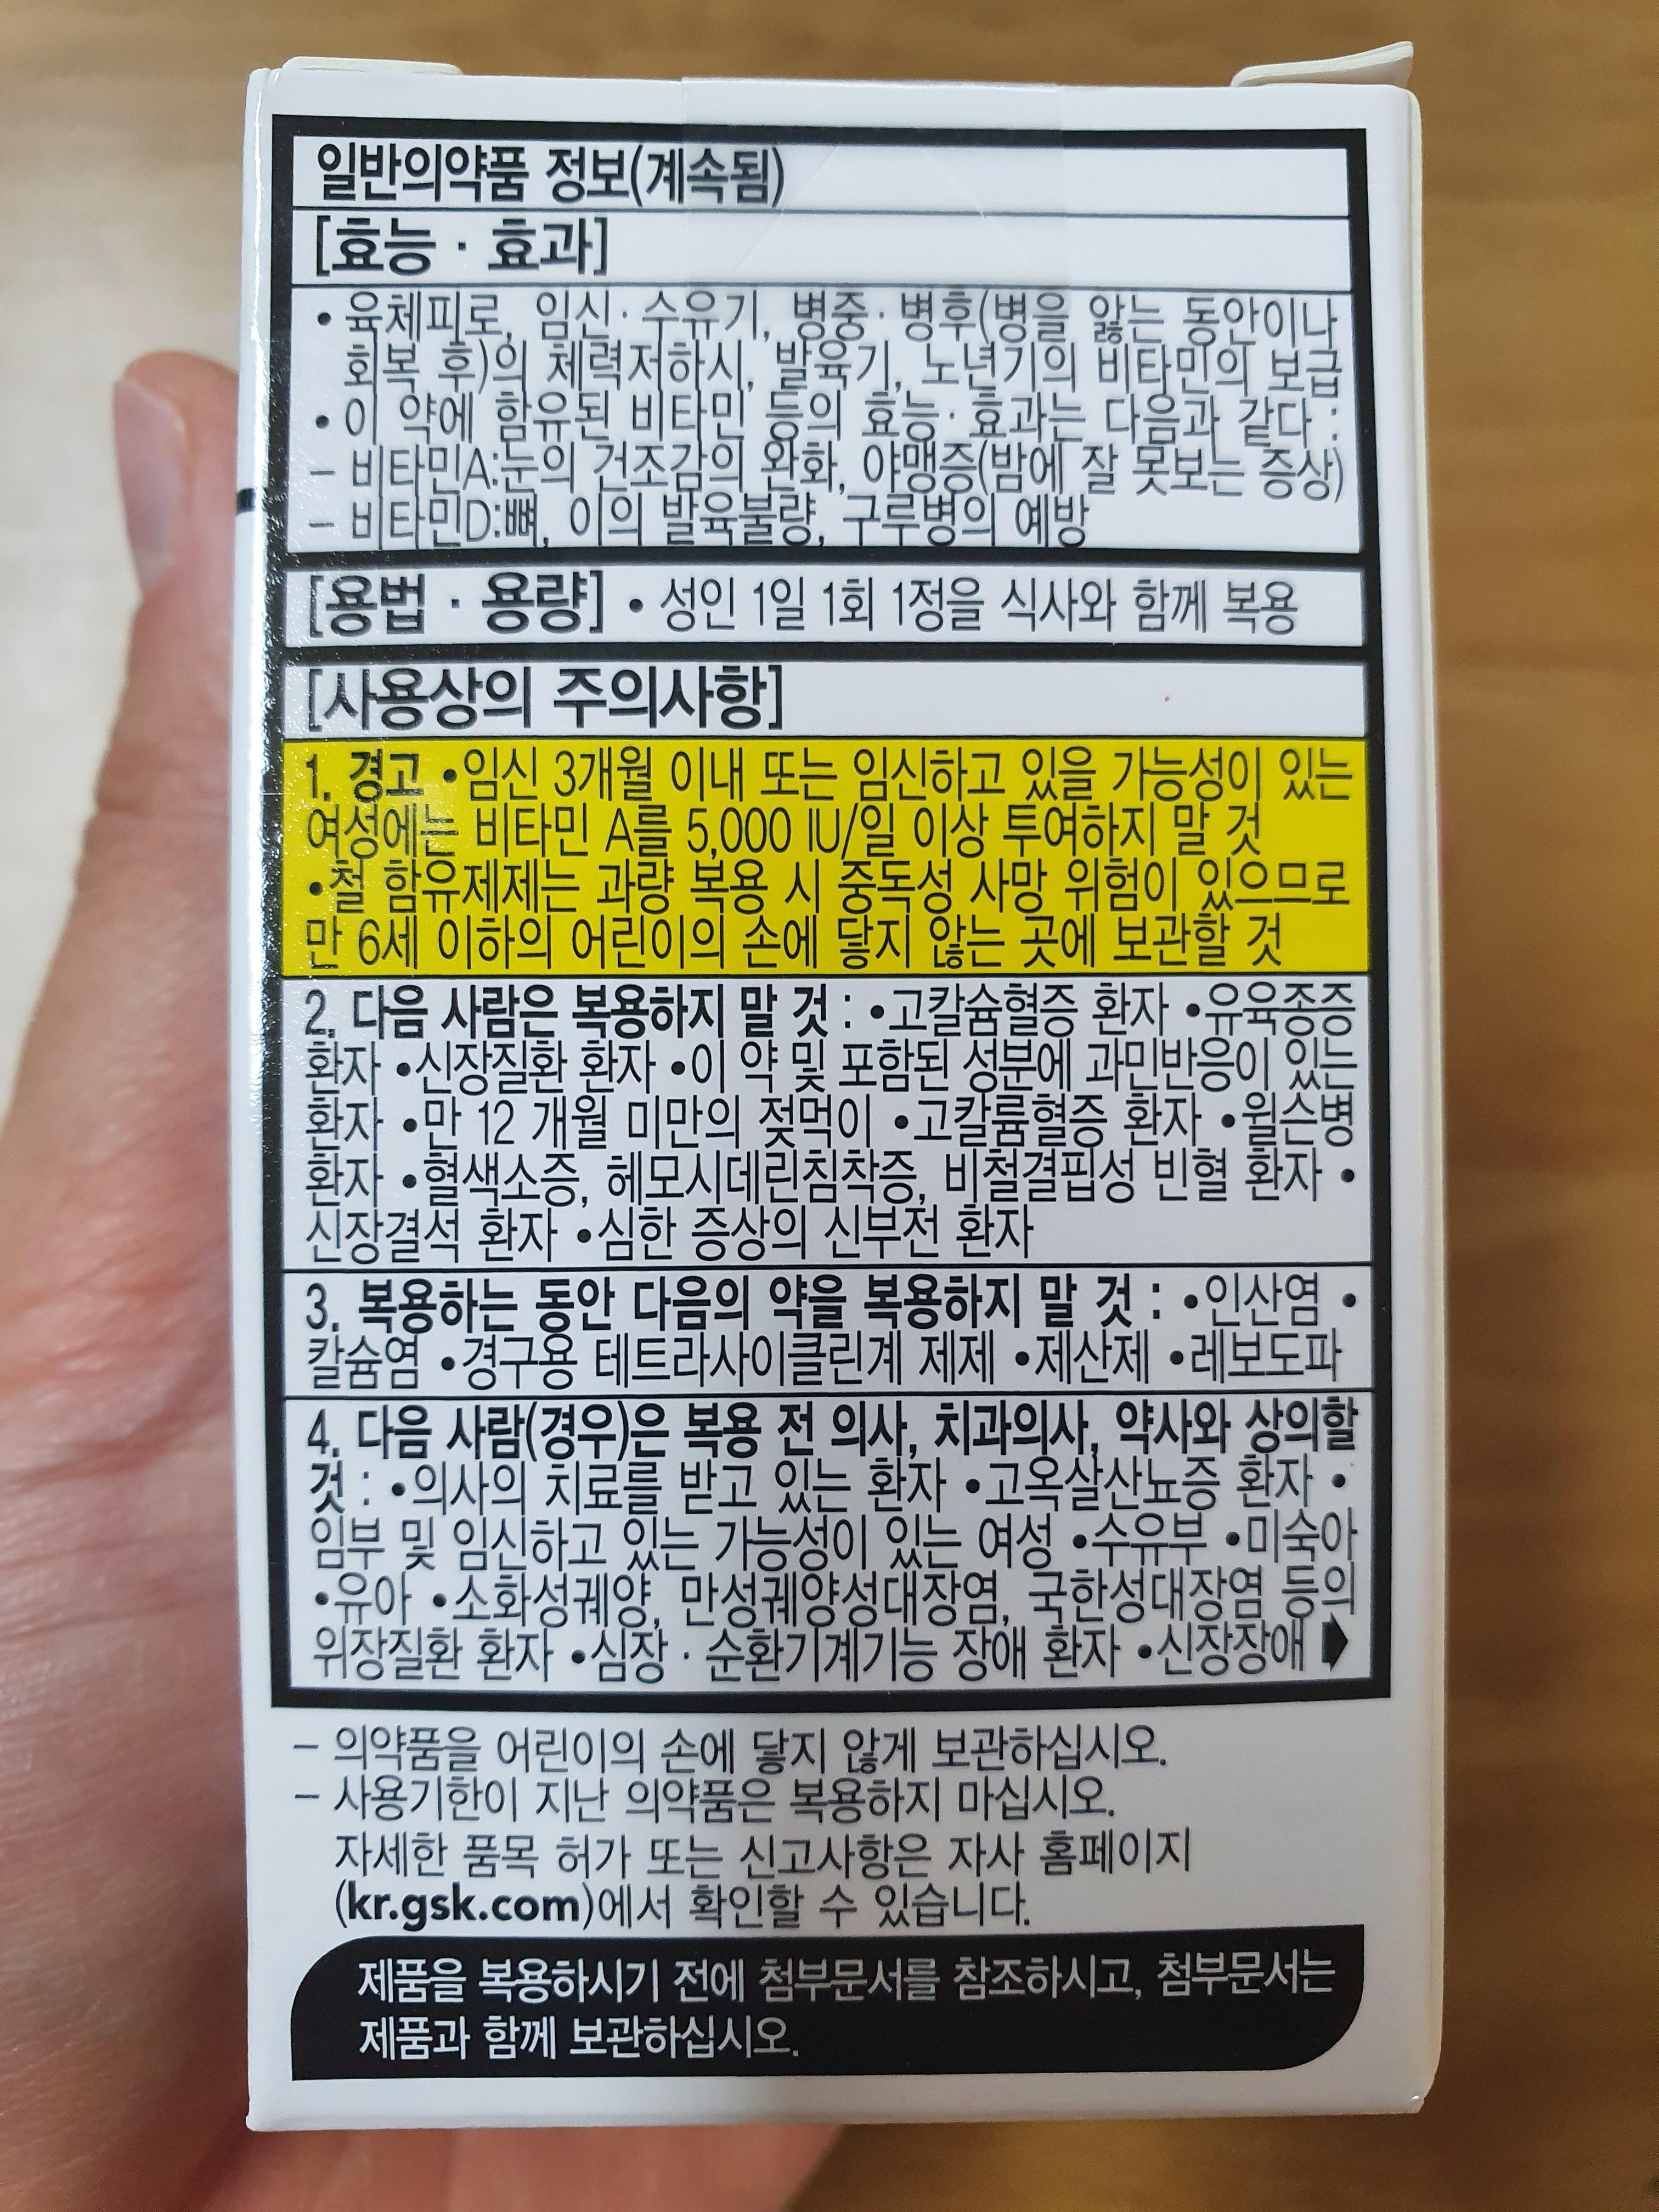 일반의약품 정보(계속됨)
[효능 · 효과]
• 육체피로, 임신 · 수유기, 병중 · 병후(병을 앓는 동안이나
회복 후)의 체력저하시, 발육기, 노년기의 비타민의 보급
• 이 약에 함유된 비타민 등의 효능 · 효과는 다음과 같다 :
– 비타민A:눈의 건조감의 완화, 야맹증(밤에 잘 못보는 증상)
– 비타민D:뼈, 이의 발육불량, 구루병의 예방
[용법 · 용량] • 성인 1일 1회 1정을 식사와 함께 복용
[사용상의 주의사항]
1. 경고 •임신 3개월 이내 또는 임신하고 있을 가능성이 있는
여성에는 비타민 A를 5,000 IU/일 이상 투여하지 말 것
•철 함유제제는 과량 복용 시 중독성 사망 위험이 있으므로
만 6세 이하의 어린이의 손에 닿지 않는 곳에 보관할 것
2. 다음 사람은 복용하지 말 것 : •고칼슘혈증 환자 •유육종증
환자 •신장질환 환자 •이 약 및 포함된 성분에 과민반응이 있는
환자 •만 12 개월 미만의 젖먹이 •고칼륨혈증 환자 •윌슨병
환자 •혈색소증, 헤모시데린침착증, 비철결핍성 빈혈 환자 •
신장결석 환자 •심한 증상의 신부전 환자
3. 복용하는 동안 다음의 약을 복용하지 말 것 : •인산염 •
칼슘염 •경구용 테트라사이클린계 제제 •제산제 •레보도파
4. 다음 사람(경우)은 복용 전 의사, 치과의사, 약사와 상의할
것 : •의사의 치료를 받고 있는 환자 •고옥살산뇨증 환자 •
임부 및 임신하고 있는 가능성이 있는 여성 •수유부 •미숙아
•유아 •소화성궤양, 만성궤양성대장염, 국한성대장염 등의
위장질환 환자 •심장 · 순환기계기능 장애 환자 •신장장애
– 의약품을 어린이의 손에 닿지 않게 보관하십시오.
– 사용기한이 지난 의약품은 복용하지 마십시오.
자세한 품목 허가 또는 신고사항은 자사 홈페이지
(kr.gsk.com)에서 확인할 수 있습니다.
제품을 복용하시기 전에 첨부문서를 참조하시고, 첨부문서는
제품과 함께 보관하십시오.